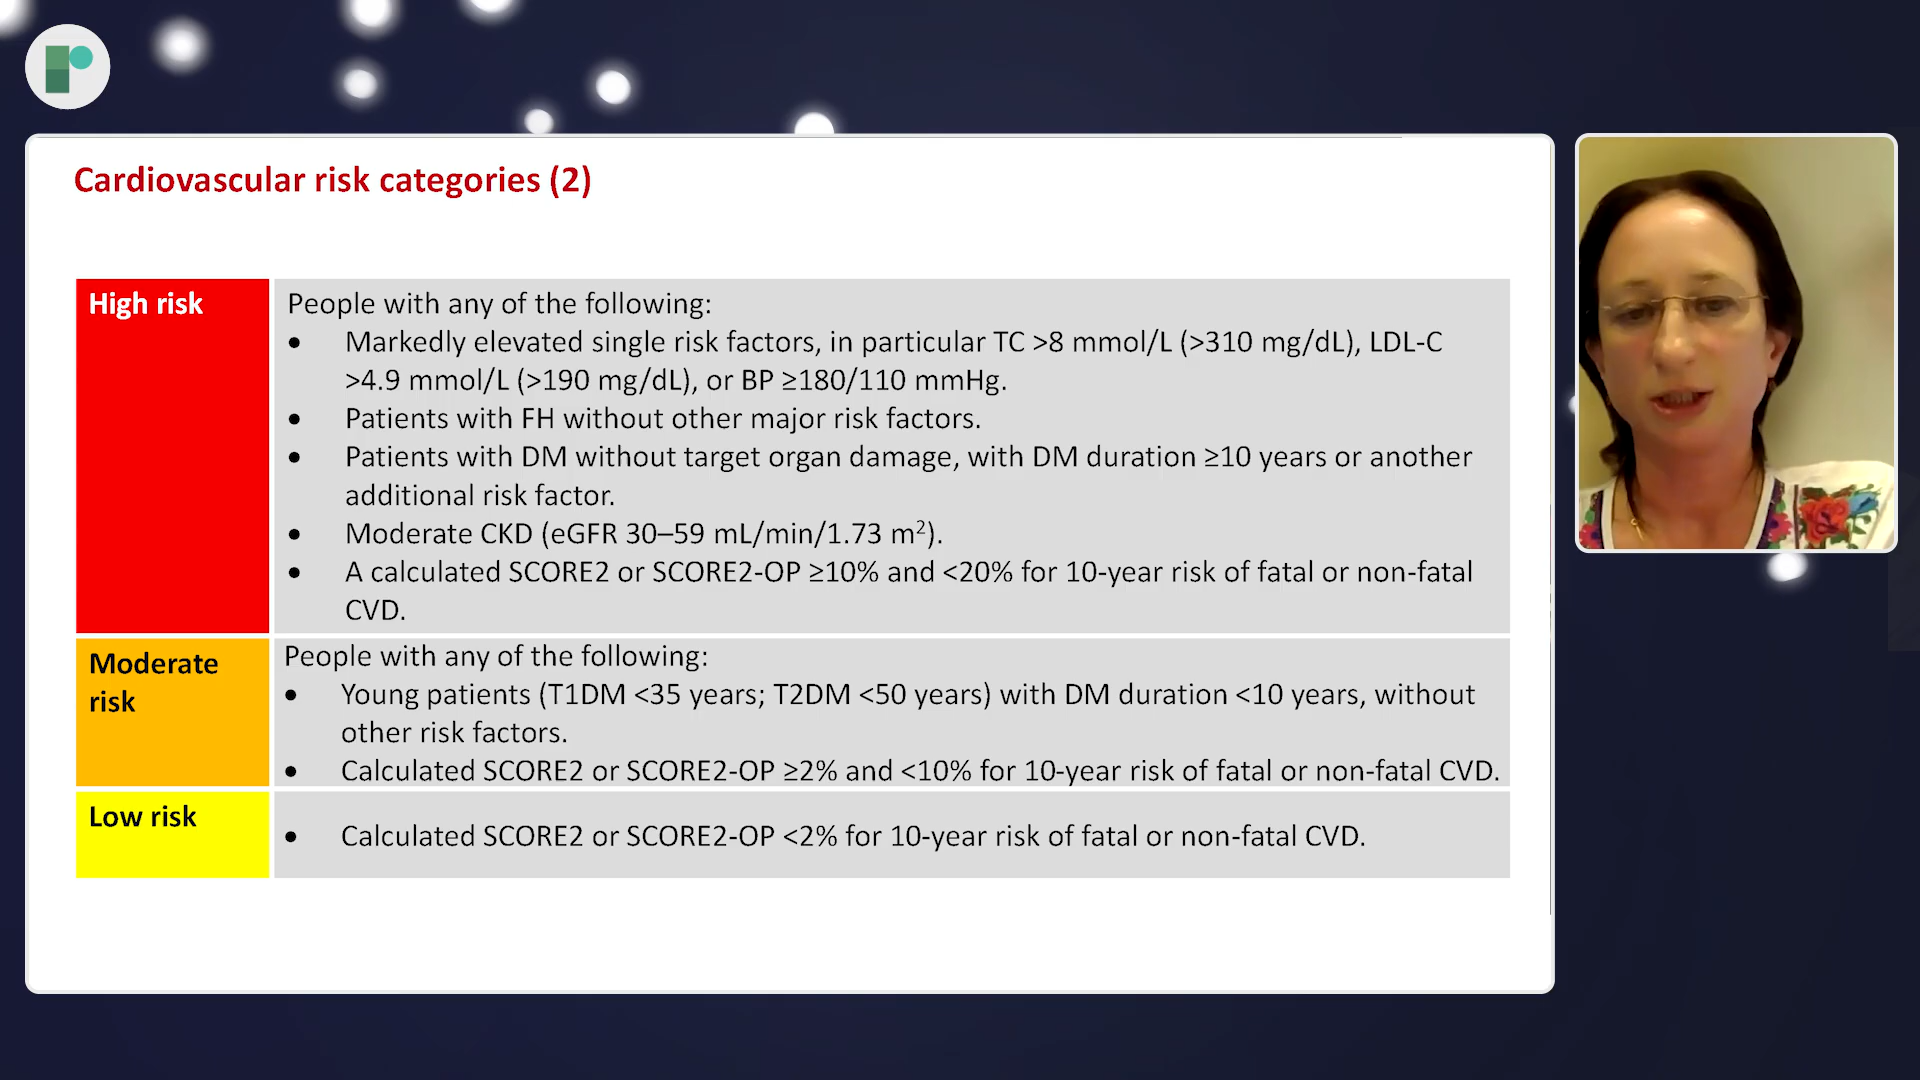 Cardiovascular risk categories (2)
High risk
People with any of the following:
• Markedly elevated single risk factors, in particular TC >8 mmol/L (>310 mg/dL), LDL-C
>4.9 mmol/L (>190 mg/dL), or BP ≥180/110 mmHg.
• Patients with FH without other major risk factors.
• Patients with DM without target organ damage, with DM duration ≥10 years or another
additional risk factor.
• Moderate CKD (eGFR 30–59 mL/min/1.73 m²).
• A calculated SCORE2 or SCORE2-OP ≥10% and <20% for 10-year risk of fatal or non-fatal
CVD.
Moderate
risk
People with any of the following:
• Young patients (T1DM <35 years; T2DM <50 years) with DM duration <10 years, without
other risk factors.
• Calculated SCORE2 or SCORE2-OP ≥2% and <10% for 10-year risk of fatal or non-fatal CVD.
Low risk
• Calculated SCORE2 or SCORE2-OP <2% for 10-year risk of fatal or non-fatal CVD.